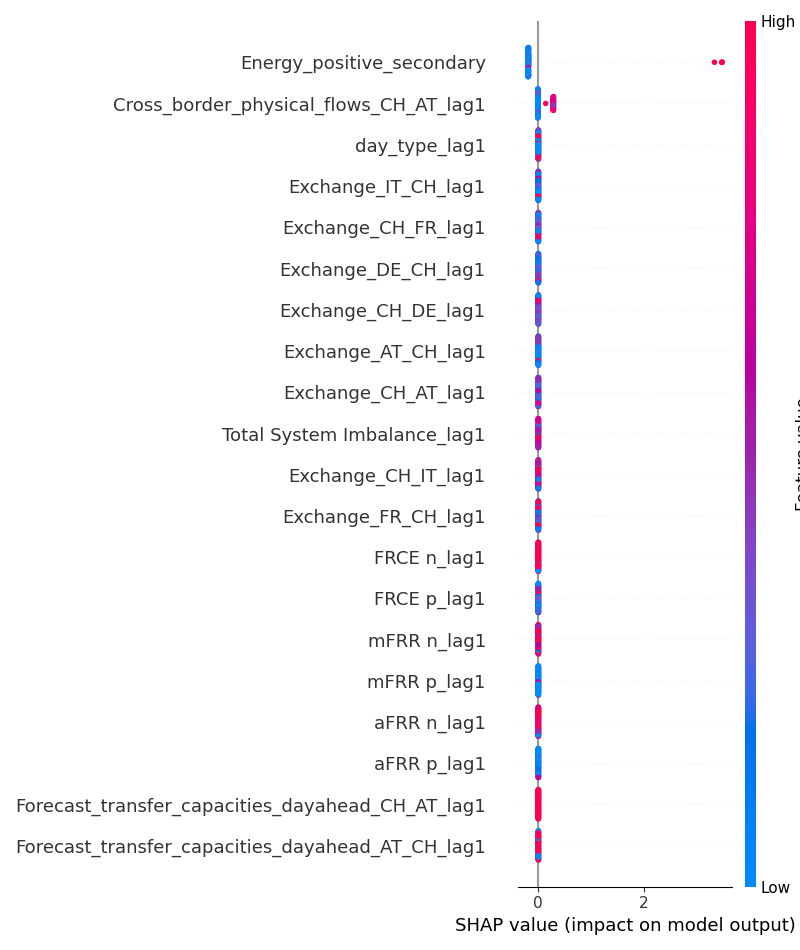 High
Energy_positive_secondary
Cross_border_physical_flows_CH_AT_lag1
day_type_lag1
Exchange_IT_CH_lag1
Exchange_CH_FR_lag1
Exchange_DE_CH_lag1
Exchange_CH_DE_lag1
Exchange_AT_CH_lag1
Exchange_CH_AT_lag1
Total System Imbalance_lag1
Exchange_CH_IT_lag1
Exchange_FR_CH_lag1
FRCE n_lag1
FRCE p_lag1
mFRR n_lag1
mFRR p_lag1
aFRR n_lag1
aFRR p_lag1
Forecast_transfer_capacities_dayahead_CH_AT_lag1
Forecast_transfer_capacities_dayahead_AT_CH_lag1
Low
0 2
SHAP value (impact on model output)